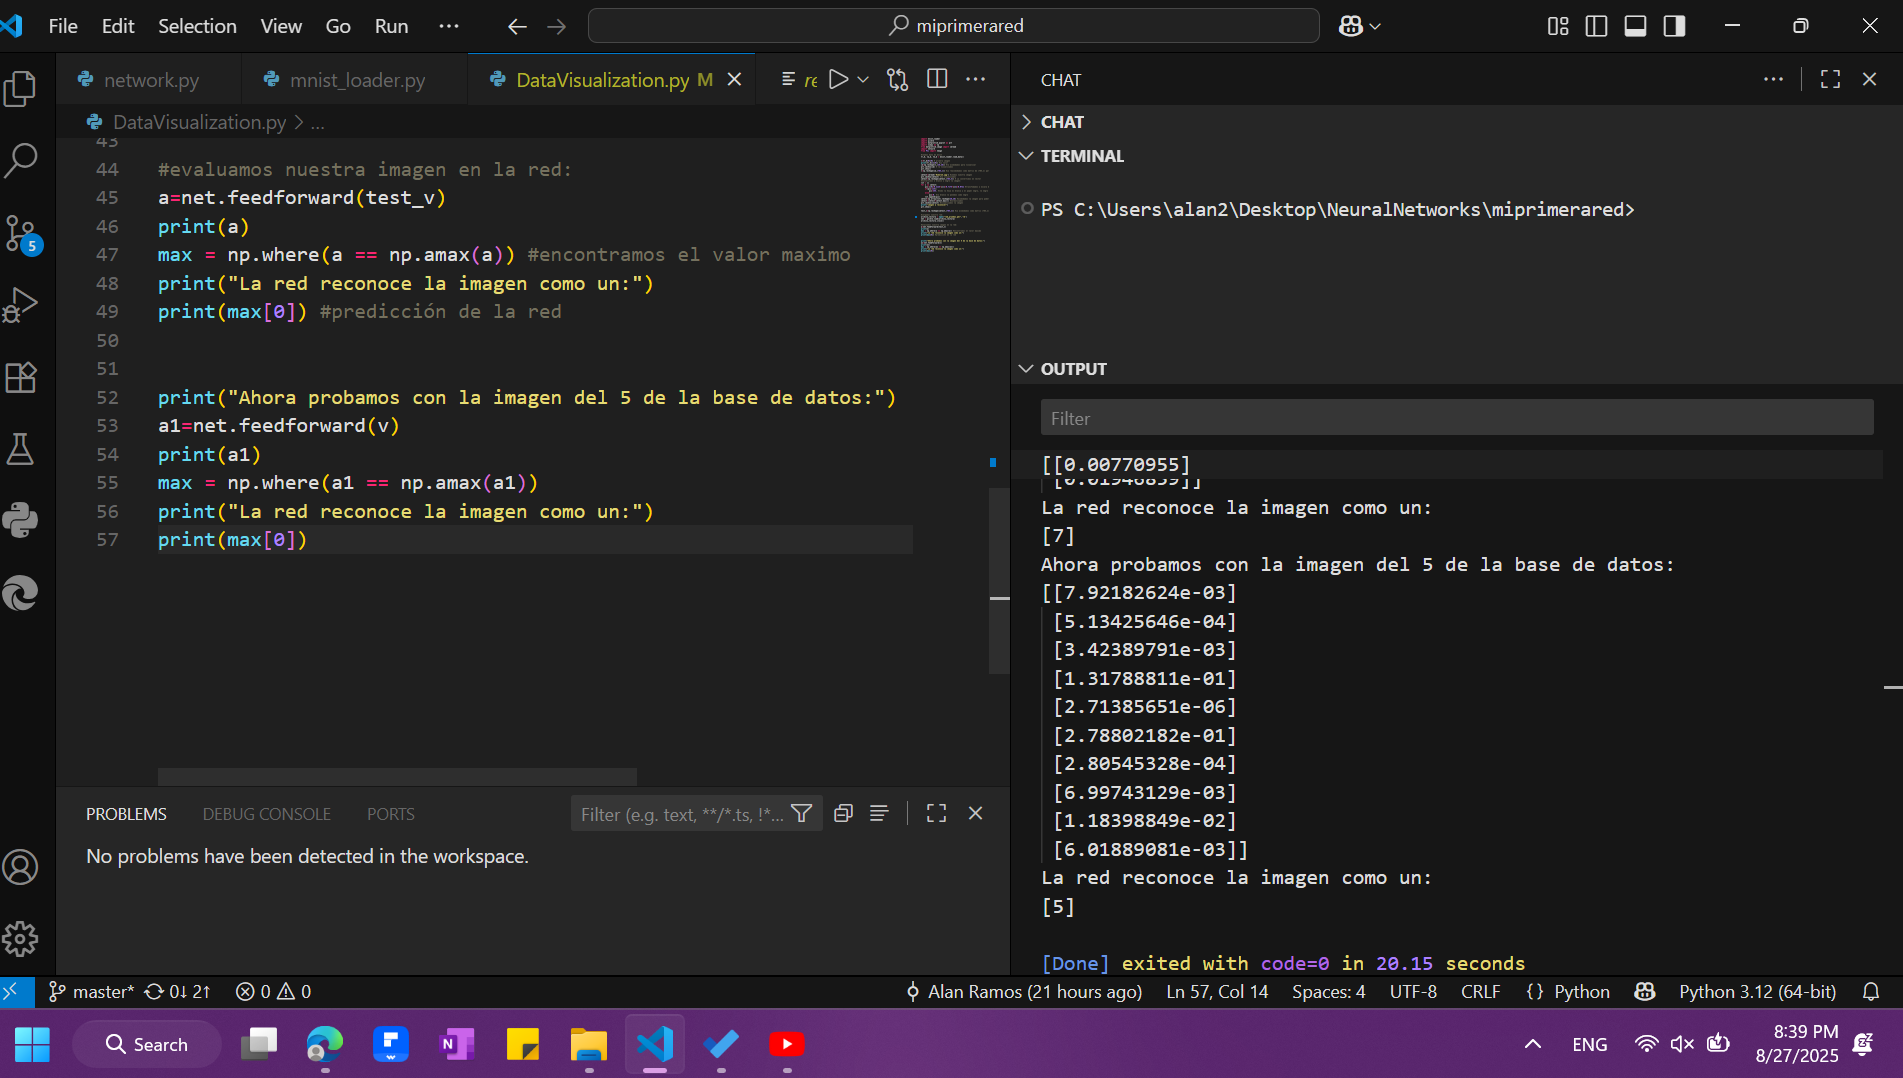 File Edit Selection View Go Run ··· miprimerared
network.py mnist_loader.py DataVisualization.py M re
DataVisualization.py > ...
43
44 #evaluamos nuestra imagen en la red:
45 a=net.feedforward(test_v)
46 print(a)
47 max = np.where(a == np.amax(a)) #encontramos el valor maximo
48 print("La red reconoce la imagen como un:")
49 print(max[0]) #predicción de la red
50
51
52 print("Ahora probamos con la imagen del 5 de la base de datos:")
53 a1=net.feedforward(v)
54 print(a1)
55 max = np.where(a1 == np.amax(a1))
56 print("La red reconoce la imagen como un:")
57 print(max[0])
5
PROBLEMS DEBUG CONSOLE PORTS Filter (e.g. text, **/*.ts, !*...
No problems have been detected in the workspace.
CHAT
CHAT
TERMINAL
PS C:\Users\alan2\Desktop\NeuralNetworks\miprimerared>
OUTPUT
Filter
[[0.00770955]
[0.01946859]]
La red reconoce la imagen como un:
[7]
Ahora probamos con la imagen del 5 de la base de datos:
[[7.92182624e-03]
[5.13425646e-04]
[3.42389791e-03]
[1.31788811e-01]
[2.71385651e-06]
[2.78802182e-01]
[2.80545328e-04]
[6.99743129e-03]
[1.18398849e-02]
[6.01889081e-03]]
La red reconoce la imagen como un:
[5]
[Done] exited with code=0 in 20.15 seconds
master* 0↓ 2↑ 0 0 Alan Ramos (21 hours ago) Ln 57, Col 14 Spaces: 4 UTF-8 CRLF {} Python Python 3.12 (64-bit)
Search ENG 8:39 PM
8/27/2025